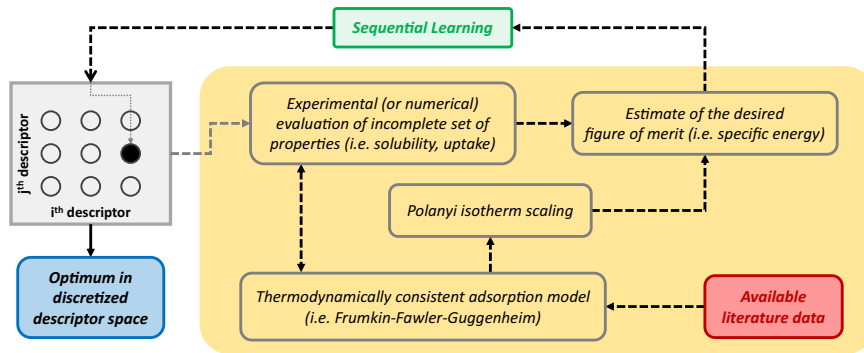 Sequential Learning
Experimental (or numerical)
evaluation of incomplete set of
properties (i.e. solubility, uptake)
Estimate of the desired
figure of merit (i.e. specific energy)
jth descriptor
ith descriptor
Polanyi isotherm scaling
Optimum in
discretized
descriptor space
Thermodynamically consistent adsorption model
(i.e. Frumkin-Fawler-Guggenheim)
Available
literature data